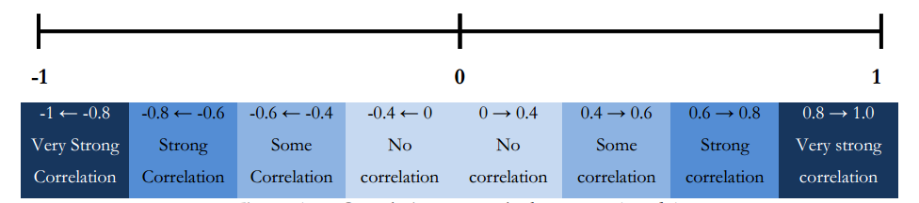 -1 0 1
-1 ← -0.8 -0.8 ← -0.6 -0.6 ← -0.4 -0.4 ← 0 0 → 0.4 0.4 → 0.6 0.6 → 0.8 0.8 → 1.0
Very Strong Strong Some No No Some Strong Very strong
Correlation Correlation Correlation correlation correlation correlation correlation correlation